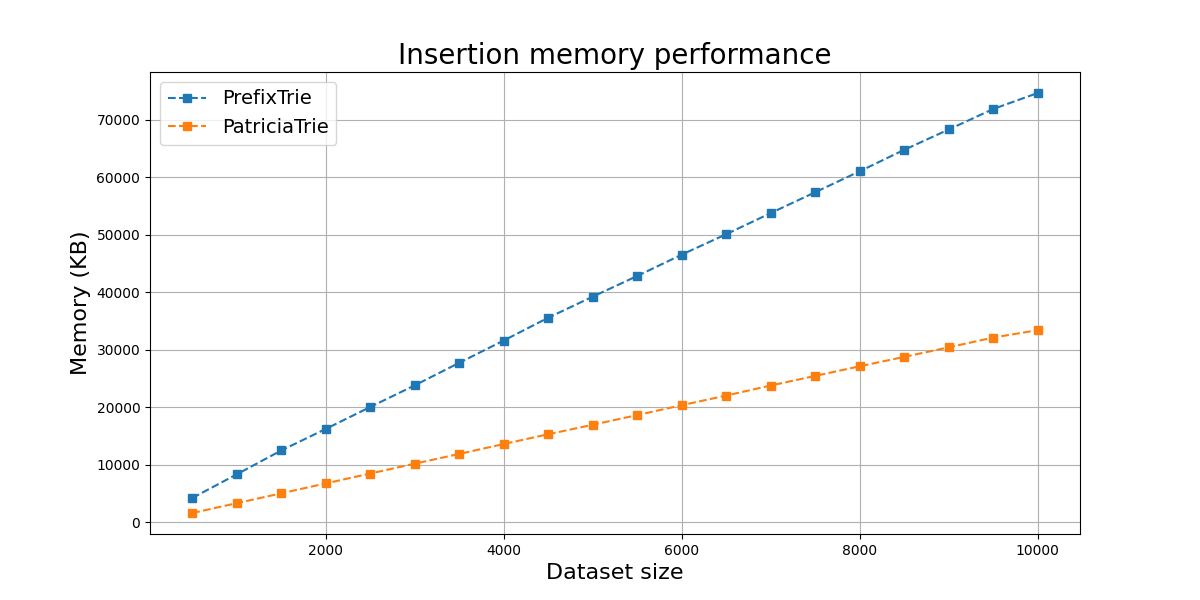 Insertion memory performance
PrefixTrie
PatriciaTrie
Memory (KB)
70000
60000
50000
40000
30000
20000
10000
0
2000 4000 6000 8000 10000
Dataset size